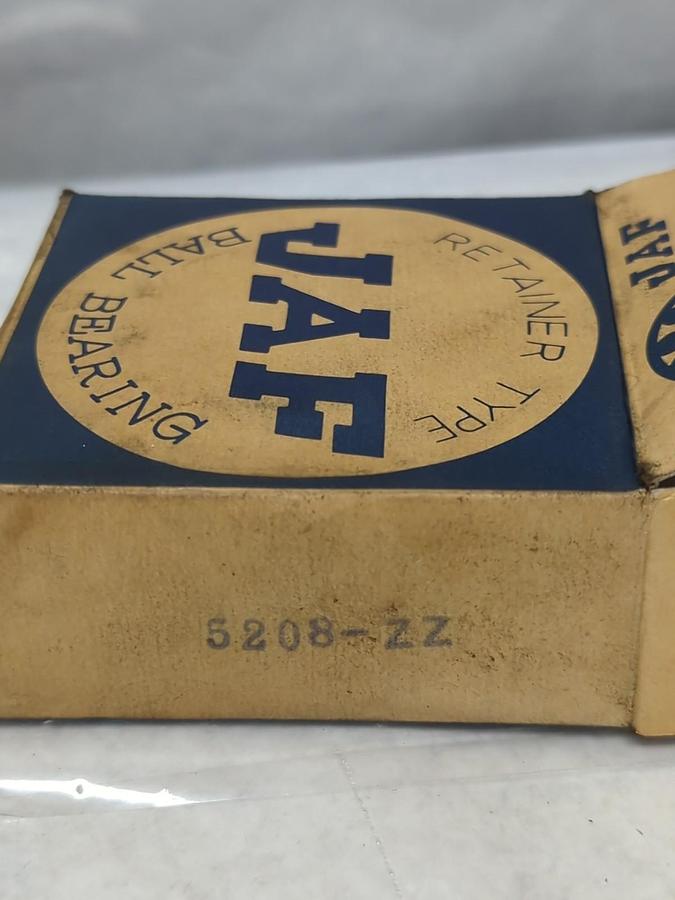 RETAINER TYPE
JAF
BALL BEARING
5208-ZZ
JAF